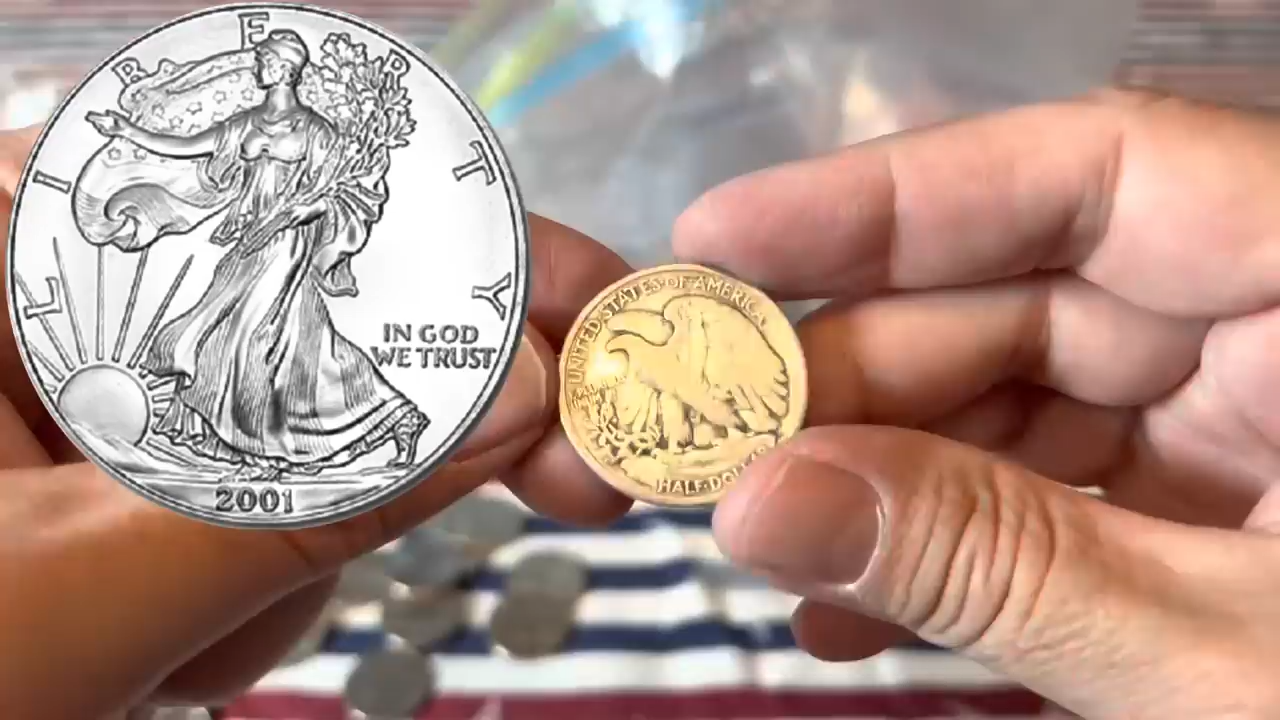 LIBERTY
IN GOD
WE TRUST
2001
UNITED STATES OF AMERICA
HALF DOLLAR